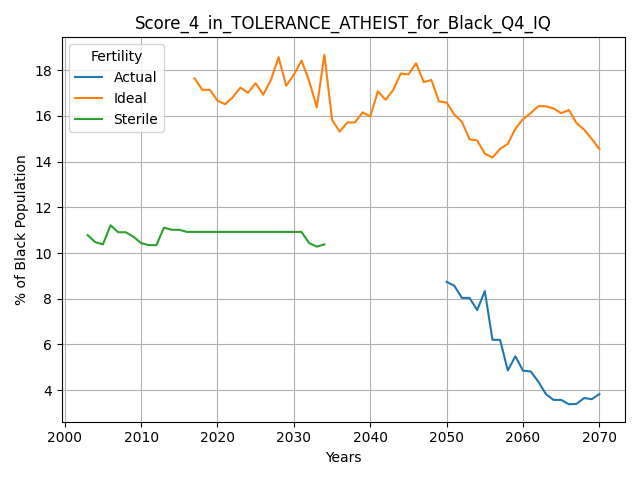 Score_4_in_TOLERANCE_ATHEIST_for_Black_Q4_IQ
Fertility
Actual
Ideal
Sterile
% of Black Population
18
16
14
12
10
8
6
4
2000 2010 2020 2030 2040 2050 2060 2070
Years